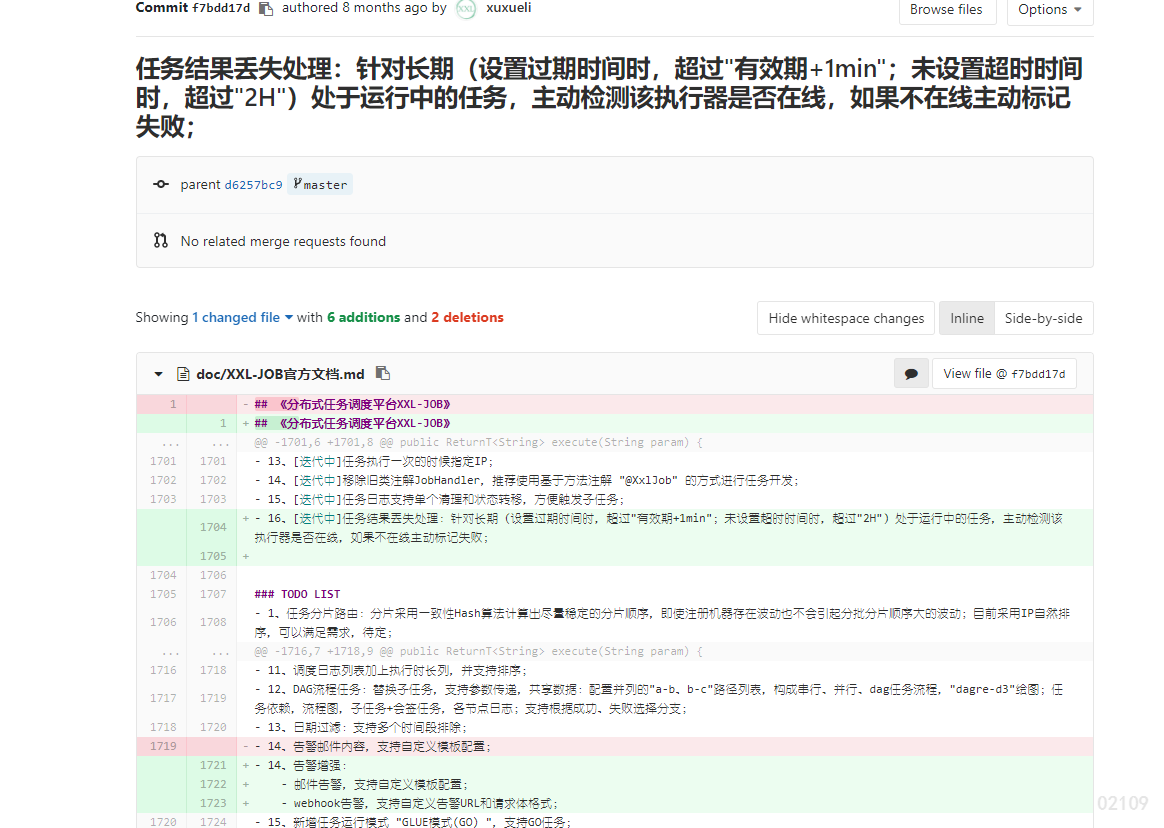 Commit f7bdd17d authored 8 months ago by XXL xuxueli
Browse files Options
任务结果丢失处理：针对长期（设置过期时间时，超过"有效期+1min"；未设置超时时间
时，超过"2H"）处于运行中的任务，主动检测该执行器是否在线，如果不在线主动标记
失败；
parent d6257bc9 master
No related merge requests found
Showing 1 changed file with 6 additions and 2 deletions
Hide whitespace changes Inline Side-by-side
doc/XXL-JOB官方文档.md
View file @ f7bdd17d
1 - ## 《分布式任务调度平台XXL-JOB》
1 + ## 《分布式任务调度平台XXL-JOB》
... ... @@ -1701,6 +1701,8 @@ public ReturnT<String> execute(String param) {
1701 1701 - 13、[迭代中]任务执行一次的时候指定IP；
1702 1702 - 14、[迭代中]移除旧类注解JobHandler，推荐使用基于方法注解 "@XxlJob" 的方式进行任务开发；
1703 1703 - 15、[迭代中]任务日志支持单个清理和状态转移，方便触发子任务；
1704 + - 16、[迭代中]任务结果丢失处理：针对长期（设置过期时间时，超过"有效期+1min"；未设置超时时间时，超过"2H"）处于运行中的任务，主动检测该
执行器是否在线，如果不在线主动标记失败；
1705 +
1704 1706
1705 1707 ### TODO LIST
1706 1708 - 1、任务分片路由：分片采用一致性Hash算法计算出尽量稳定的分片顺序，即使注册机器存在波动也不会引起分批分片顺序大的波动；目前采用IP自然排
序，可以满足需求，待定；
... ... @@ -1716,7 +1718,9 @@ public ReturnT<String> execute(String param) {
1716 1718 - 11、调度日志列表加上执行时长列，并支持排序；
1717 1719 - 12、DAG流程任务：替换子任务，支持参数传递，共享数据：配置并列的"a-b、b-c"路径列表，构成串行、并行、dag任务流程，"dagre-d3"绘图；任
务依赖，流程图，子任务+会签任务，各节点日志；支持根据成功、失败选择分支；
1718 1720 - 13、日期过滤：支持多个时间段排除；
1719 - - 14、告警邮件内容，支持自定义模板配置；
1721 + - 14、告警增强：
1722 + - 邮件告警，支持自定义模板配置；
1723 + - webhook告警，支持自定义告警URL和请求体格式；
1720 1724 - 15、新增任务运行模式 "GLUE模式(GO) "，支持GO任务；
02109